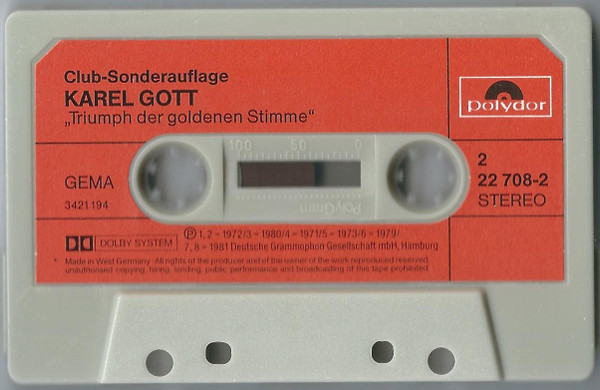 Club-Sonderauflage
KAREL GOTT
„Triumph der goldenen Stimme“
polydor
100 50 0
GEMA
3421194
PolyGram
2
22 708-2
STEREO
DOLBY SYSTEM
Ⓟ 1, 2 – 1972/3 – 1980/4 – 1971/5 – 1973/6 – 1979/
7, 8 – 1981 Deutsche Grammophon Gesellschaft mbH, Hamburg
* Made in West Germany · All rights of the producer and of the owner of the work reproduced reserved,
unauthorised copying, hiring, lending, public performance and broadcasting of this tape prohibited